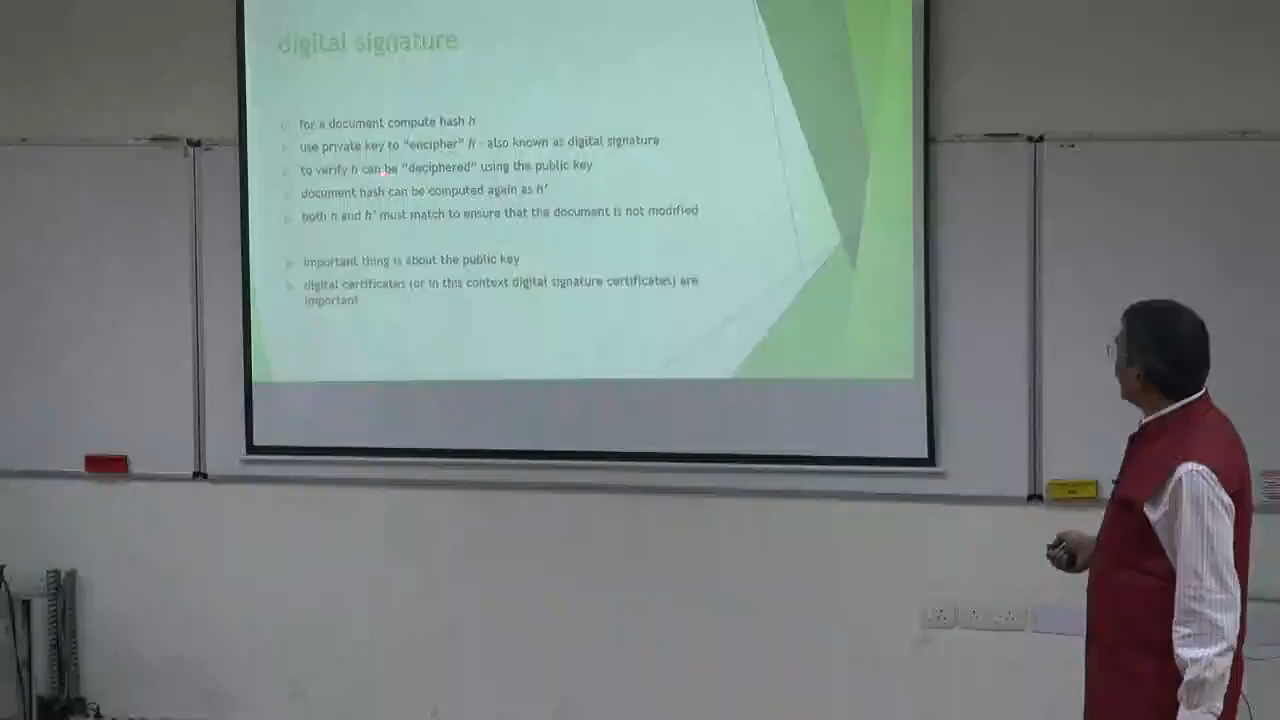 digital signature
for a document compute hash h
use private key to "encipher" h - also known as digital signature
to verify h can be "deciphered" using the public key
document hash can be computed again as h'
both h and h' must match to ensure that the document is not modified
important thing is about the public key
digital certificates (or in this context digital signature certificates) are
important